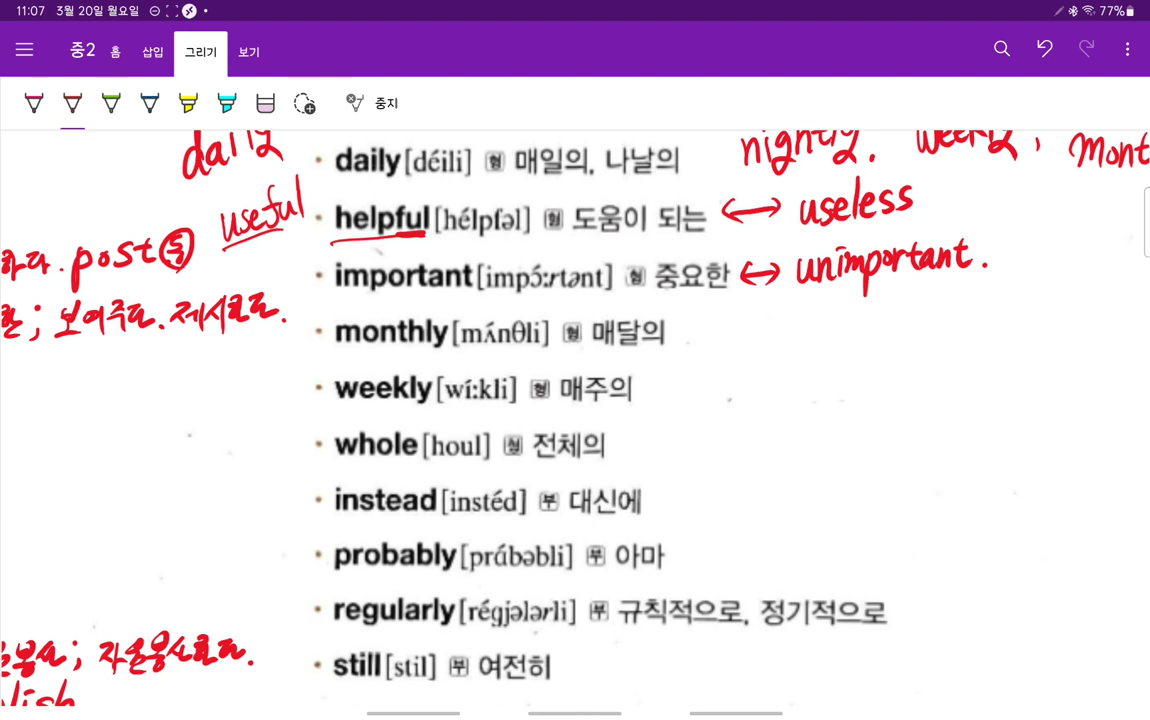 11:07 3월 20일 월요일 77%
중2 홈 삽입 그리기 보기
중지
daily nightly. weekly, mont
daily[déili] 형 매일의, 나날의
useful
helpful[hélpfəl] 형 도움이 되는 ↔ useless
하다. post 동
important[impɔ́ːrtənt] 형 중요한 ↔ unimportant.
; 보여주다. 제시하다.
monthly[mʌ́nθli] 형 매달의
weekly[wíːkli] 형 매주의
whole[houl] 형 전체의
instead[instéd] 부 대신에
probably[prábəbli] 부 아마
regularly[régjələrli] 부 규칙적으로, 정기적으로
; 자원봉사하다.
still[stil] 부 여전히